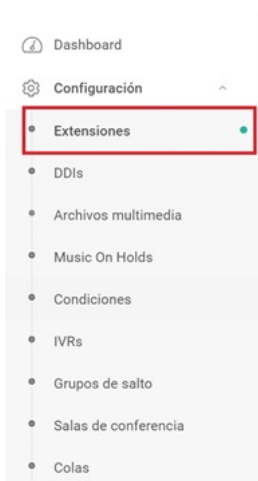 Dashboard
Configuración
Extensiones
DDIs
Archivos multimedia
Music On Holds
Condiciones
IVRs
Grupos de salto
Salas de conferencia
Colas